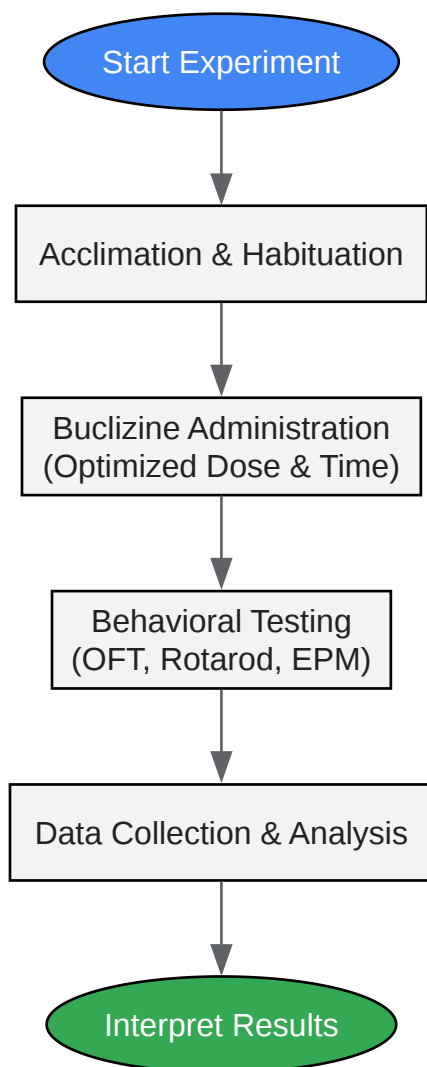 Start Experiment
Acclimation & Habituation
Buclizine Administration
(Optimized Dose & Time)
Behavioral Testing
(OFT, Rotarod, EPM)
Data Collection & Analysis
Interpret Results